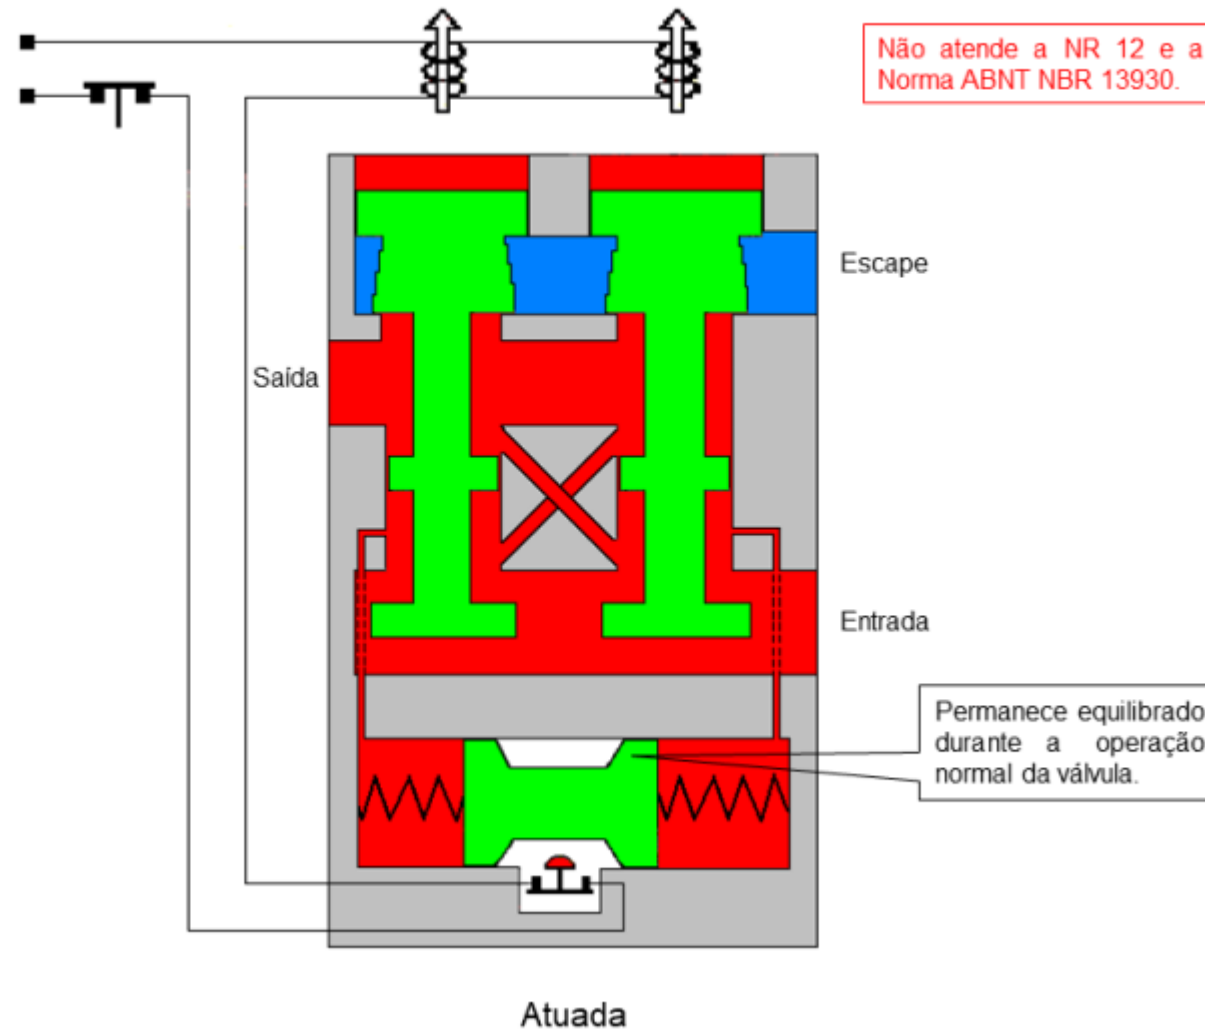 Não atende a NR 12 e a
Norma ABNT NBR 13930.
Escape
Saída
Entrada
Permanece equilibrado
durante a operação
normal da válvula.
Atuada